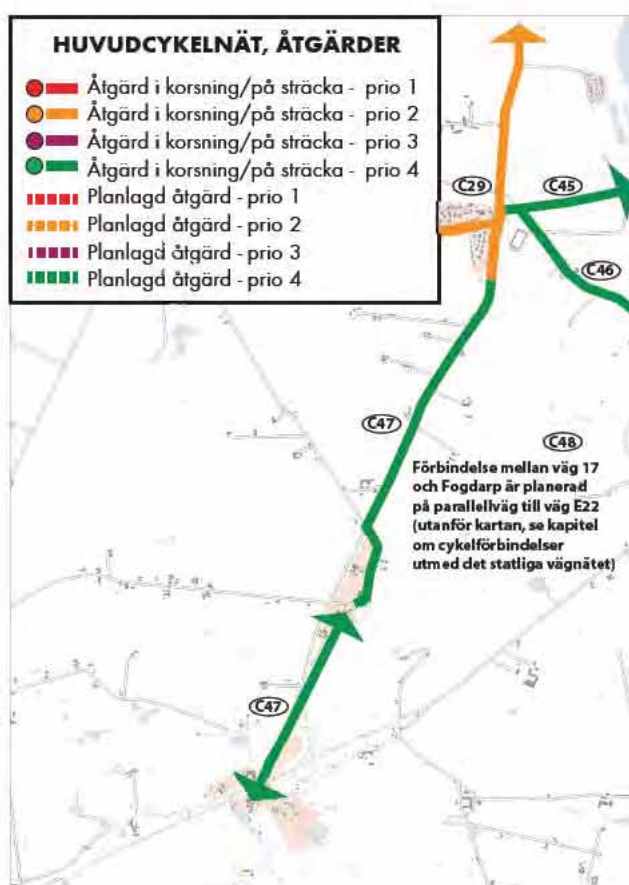 HUVUDCYKELNÄT, ÅTGÄRDER
Åtgärd i korsning/på sträcka - prio 1
Åtgärd i korsning/på sträcka - prio 2
Åtgärd i korsning/på sträcka - prio 3
Åtgärd i korsning/på sträcka - prio 4
Planlagd åtgärd - prio 1
Planlagd åtgärd - prio 2
Planlagd åtgärd - prio 3
Planlagd åtgärd - prio 4
C29
C45
C46
C47
C48
Förbindelse mellan väg 17
och Fogdarp är planerad
på parallellväg till väg E22
(utanför kartan, se kapitel
om cykelförbindelser
utmed det statliga vägnätet)
C47